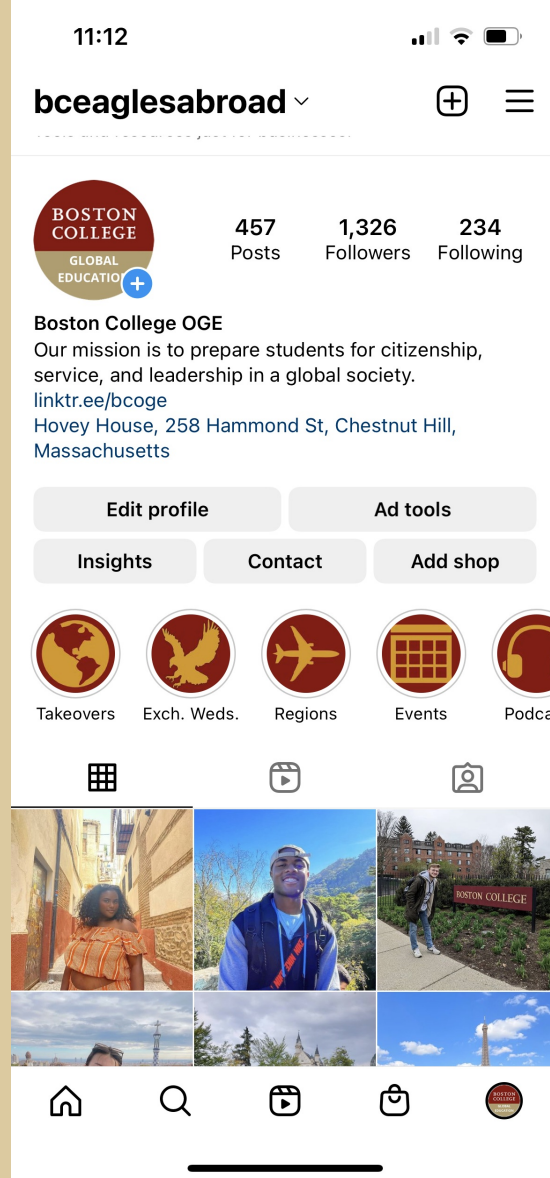 11:12
bceaglesabroad
BOSTON
COLLEGE
GLOBAL
457
1,326
234
Posts
Followers
Following
Boston College OGE
Our mission is to prepare students for citizenship,
service, and leadership in a global society.
linktr.ee/bcoge
Hovey House, 258 Hammond St, Chestnut Hill,
Massachusetts
Edit profile
Ad tools
Insights
Contact
Add shop
Takeovers
Exch. Weds.
Regions
Events
BOSTON COLLEGE
BOSTON
COLLEGE